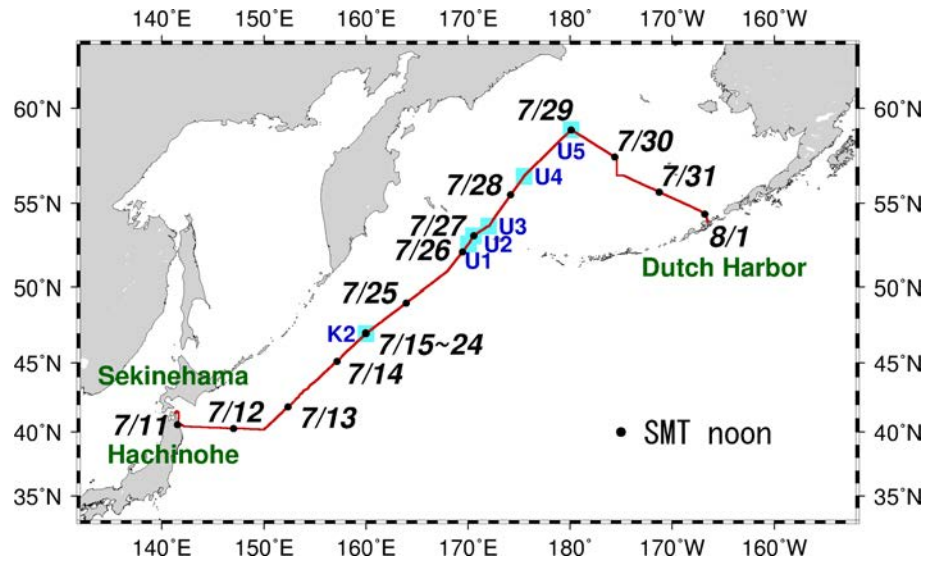 140˚E 150˚E 160˚E 170˚E 180˚ 170˚W 160˚W
60˚N 60˚N
7/29
U5
7/30
U4
7/28
7/31
55˚N 55˚N
7/27
U3
7/26
U2
U1
8/1
Dutch Harbor
7/25
50˚N 50˚N
K2
7/15~24
45˚N 45˚N
7/14
Sekinehama
7/11
7/12
7/13
40˚N 40˚N
SMT noon
Hachinohe
35˚N 35˚N
140˚E 150˚E 160˚E 170˚E 180˚ 170˚W 160˚W